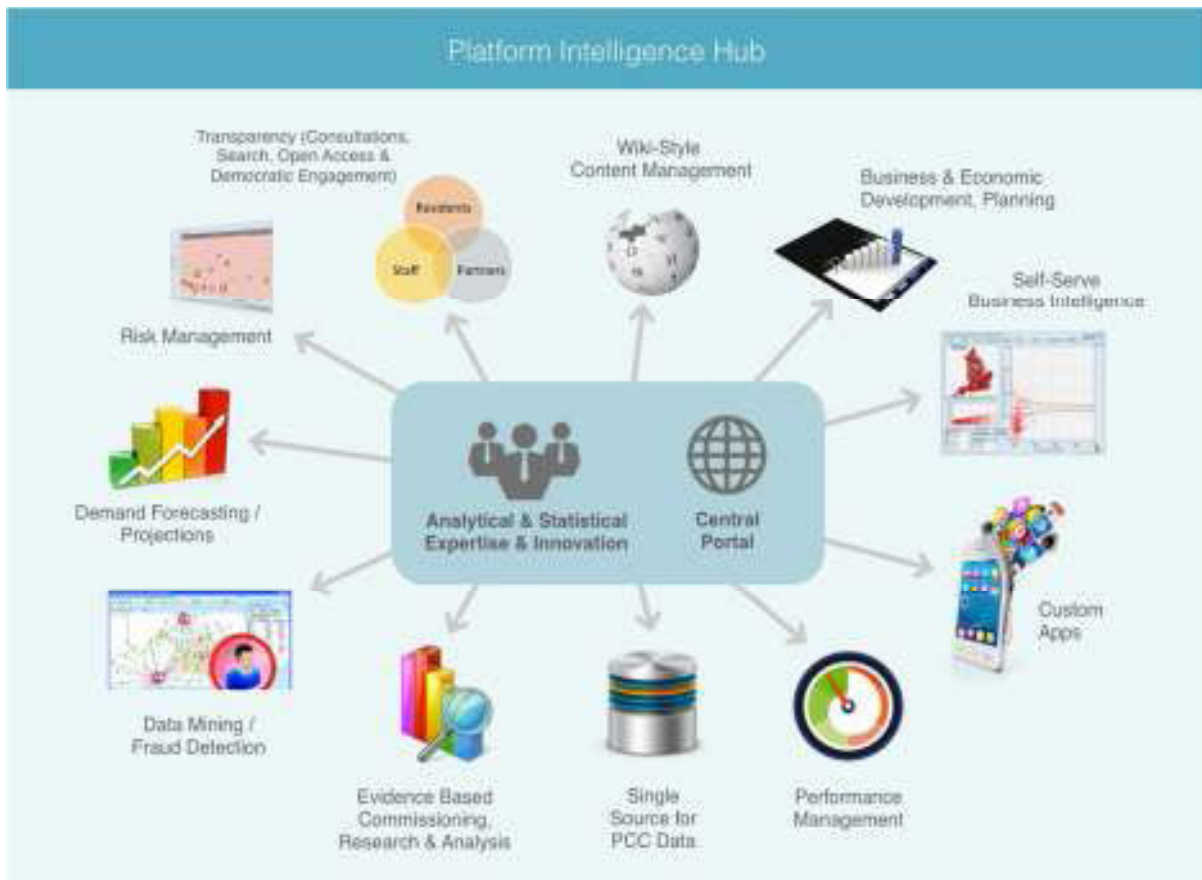 Platform Intelligence Hub
Transparency (Consultations,
Search, Open Access &
Democratic Engagement)
Residents
Staff
Partners
Wiki-Style
Content Management
Business & Economic
Development, Planning
Self-Serve
Business Intelligence
Risk Management
Demand Forecasting /
Projections
Analytical & Statistical
Expertise & Innovation
Central
Portal
Custom
Apps
Data Mining /
Fraud Detection
Evidence Based
Commissioning,
Research & Analysis
Single
Source for
PCC Data
Performance
Management